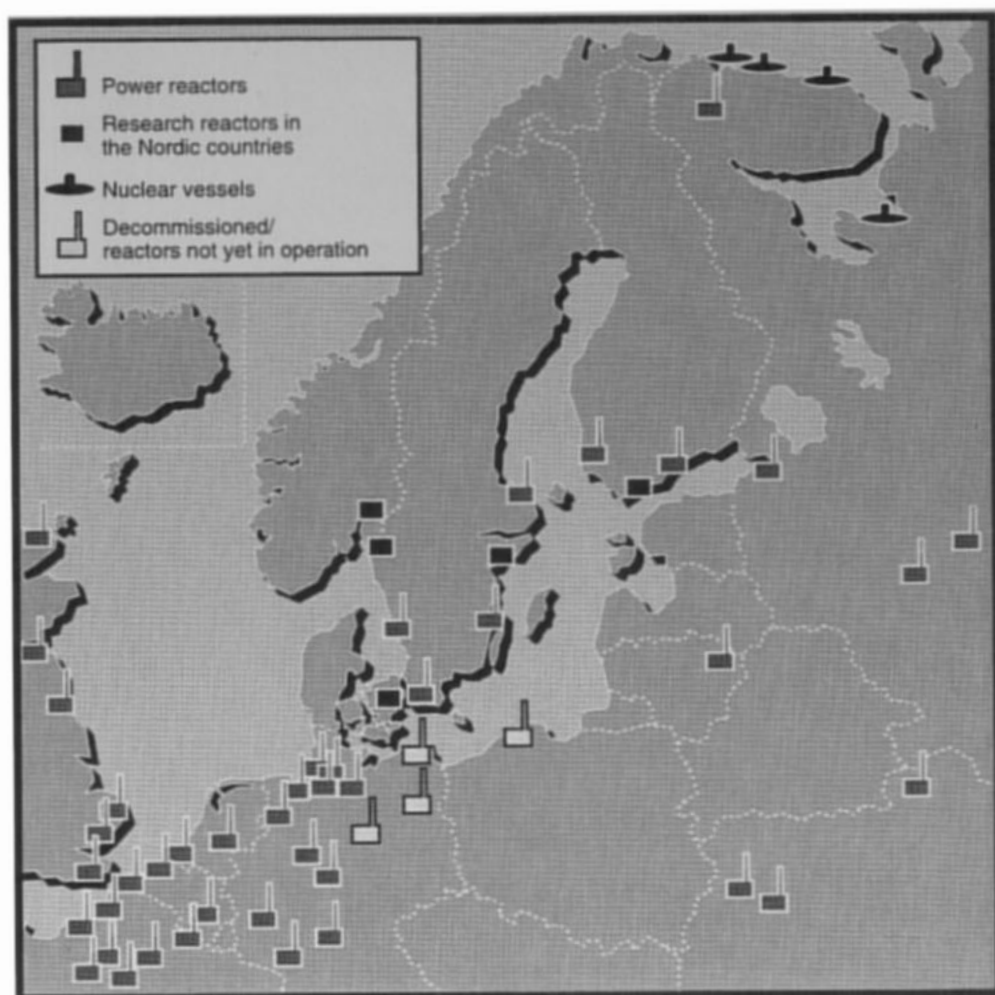 Power reactors
Research reactors in
the Nordic countries
Nuclear vessels
Decommissioned/
reactors not yet in operation